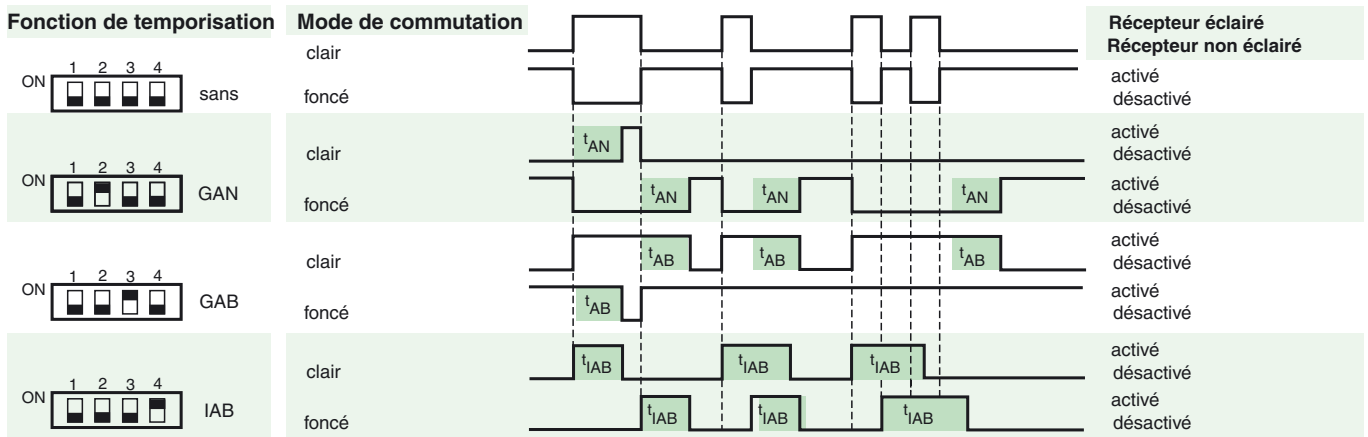 Fonction de temporisation Mode de commutation Récepteur éclairé
clair Récepteur non éclairé
ON 1 2 3 4 sans foncé activé
désactivé
clair tAN activé
désactivé
ON 1 2 3 4 GAN foncé tAN tAN tAN activé
désactivé
clair tAB tAB tAB activé
désactivé
ON 1 2 3 4 GAB foncé tAB activé
désactivé
clair tIAB tIAB tIAB activé
désactivé
ON 1 2 3 4 IAB foncé tIAB tIAB tIAB activé
désactivé